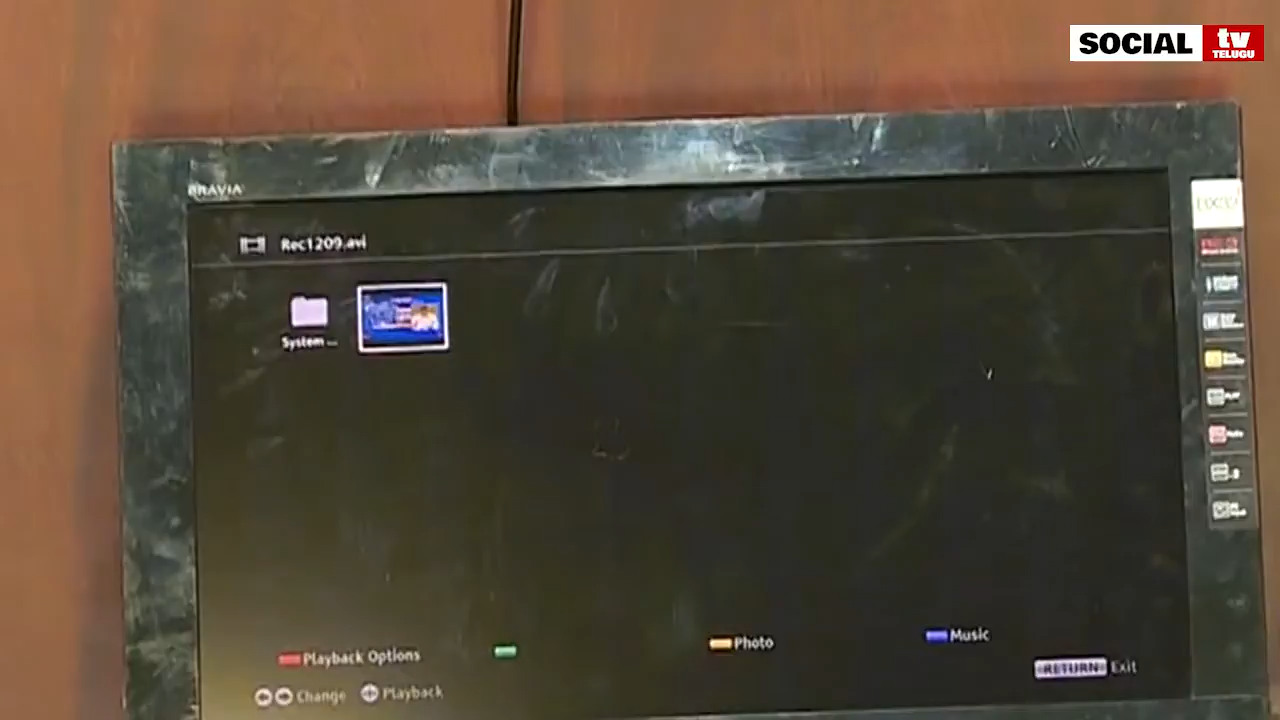 SOCIAL tv
TELUGU
BRAVIA
Rec1209.avi
System ...
Playback Options
Photo
Music
RETURN Exit
Change
Playback